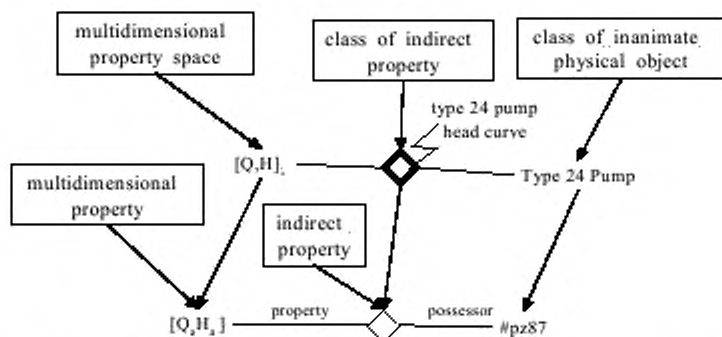 multidimensional
property space
class of indirect
property
class of inanimate
physical object
type 24 pump
head curve
[Q,H]
Type 24 Pump
multidimensional
property
indirect
property
[QₐHₐ]
property
possessor
#pz87